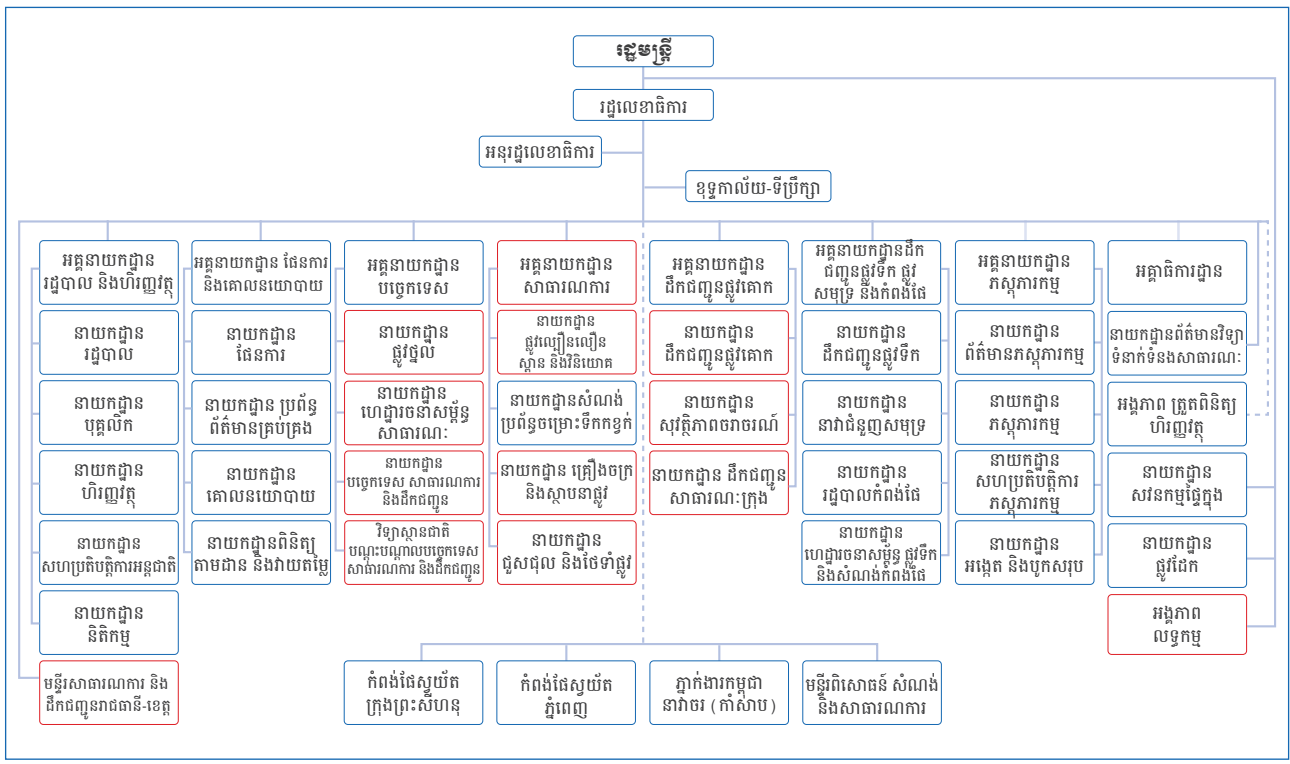 រដ្ឋមន្ត្រី
រដ្ឋលេខាធិការ
អនុរដ្ឋលេខាធិការ
ខុទ្ទកាល័យ-ទីប្រឹក្សា
អគ្គនាយកដ្ឋាន
រដ្ឋបាល និងហិរញ្ញវត្ថុ
នាយកដ្ឋាន
រដ្ឋបាល
នាយកដ្ឋាន
បុគ្គលិក
នាយកដ្ឋាន
ហិរញ្ញវត្ថុ
នាយកដ្ឋាន
សហប្រតិបត្តិការអន្តជាតិ
នាយកដ្ឋាន
និតិកម្ម
មន្ទីរសាធារណការ និង
ដឹកជញ្ជូនរាជធានី-ខេត្ត
អគ្គនាយកដ្ឋាន ផែនការ
និងគោលនយោបាយ
នាយកដ្ឋាន
ផែនការ
នាយកដ្ឋាន ប្រព័ន្ធ
ព័ត៌មានគ្រប់គ្រង
នាយកដ្ឋាន
គោលនយោបាយ
នាយកដ្ឋានពិនិត្យ
តាមដាន និងវាយតម្លៃ
អគ្គនាយកដ្ឋាន
បច្ចេកទេស
នាយកដ្ឋាន
ផ្លូវថ្នល់
នាយកដ្ឋាន
ហេដ្ឋារចនាសម្ព័ន្ធ
សាធារណៈ
នាយកដ្ឋាន
បច្ចេកទេស សាធារណការ
និងដឹកជញ្ជូន
វិទ្យាស្ថានជាតិ
បណ្តុះបណ្តាលបច្ចេកទេស
សាធារណការ និងដឹកជញ្ជូន
អគ្គនាយកដ្ឋាន
សាធារណការ
នាយកដ្ឋាន
ផ្លូវល្បឿនលឿន
ស្ពាន និងវិនិយោគ
នាយកដ្ឋានសំណង់
ប្រព័ន្ធចម្រោះទឹកកខ្វក់
នាយកដ្ឋាន គ្រឿងចក្រ
និងស្ថាបនាផ្លូវ
នាយកដ្ឋាន
ជួសជុល និងថែទាំផ្លូវ
អគ្គនាយកដ្ឋាន
ដឹកជញ្ជូនផ្លូវគោក
នាយកដ្ឋាន
ដឹកជញ្ជូនផ្លូវគោក
នាយកដ្ឋាន
សុវត្ថិភាពចរាចរណ៍
នាយកដ្ឋាន ដឹកជញ្ជូន
សាធារណៈក្រុង
អគ្គនាយកដ្ឋានដឹក
ជញ្ជូនផ្លូវទឹក ផ្លូវ
សមុទ្រ និងកំពង់ផែ
នាយកដ្ឋាន
ដឹកជញ្ជូនផ្លូវទឹក
នាយកដ្ឋាន
នាវាជំនួញសមុទ្រ
នាយកដ្ឋាន
រដ្ឋបាលកំពង់ផែ
នាយកដ្ឋាន
ហេដ្ឋារចនាសម្ព័ន្ធ ផ្លូវទឹក
និងសំណង់កំពង់ផែ
អគ្គនាយកដ្ឋាន
ភស្តុភារកម្ម
នាយកដ្ឋាន
ព័ត៌មានភស្តុភារកម្ម
នាយកដ្ឋាន
ភស្តុភារកម្ម
នាយកដ្ឋាន
សហប្រតិបត្តិការ
ភស្តុភារកម្ម
នាយកដ្ឋាន
អង្កេត និងបូកសរុប
អគ្គាធិការដ្ឋាន
នាយកដ្ឋានព័ត៌មានវិទ្យា
ទំនាក់ទំនងសាធារណៈ
អង្គភាព ត្រួតពិនិត្យ
ហិរញ្ញវត្ថុ
នាយកដ្ឋាន
សវនកម្មផ្ទៃក្នុង
នាយកដ្ឋាន
ផ្លូវដែក
អង្គភាព
លទ្ធកម្ម
កំពង់ផែស្វយ័ត
ក្រុងព្រះសីហនុ
កំពង់ផែស្វយ័ត
ភ្នំពេញ
ភ្នាក់ងារកម្ពុជា
នាវាចរ ( កាំសាប )
មន្ទីរពិសោធន៍ សំណង់
និងសាធារណការ